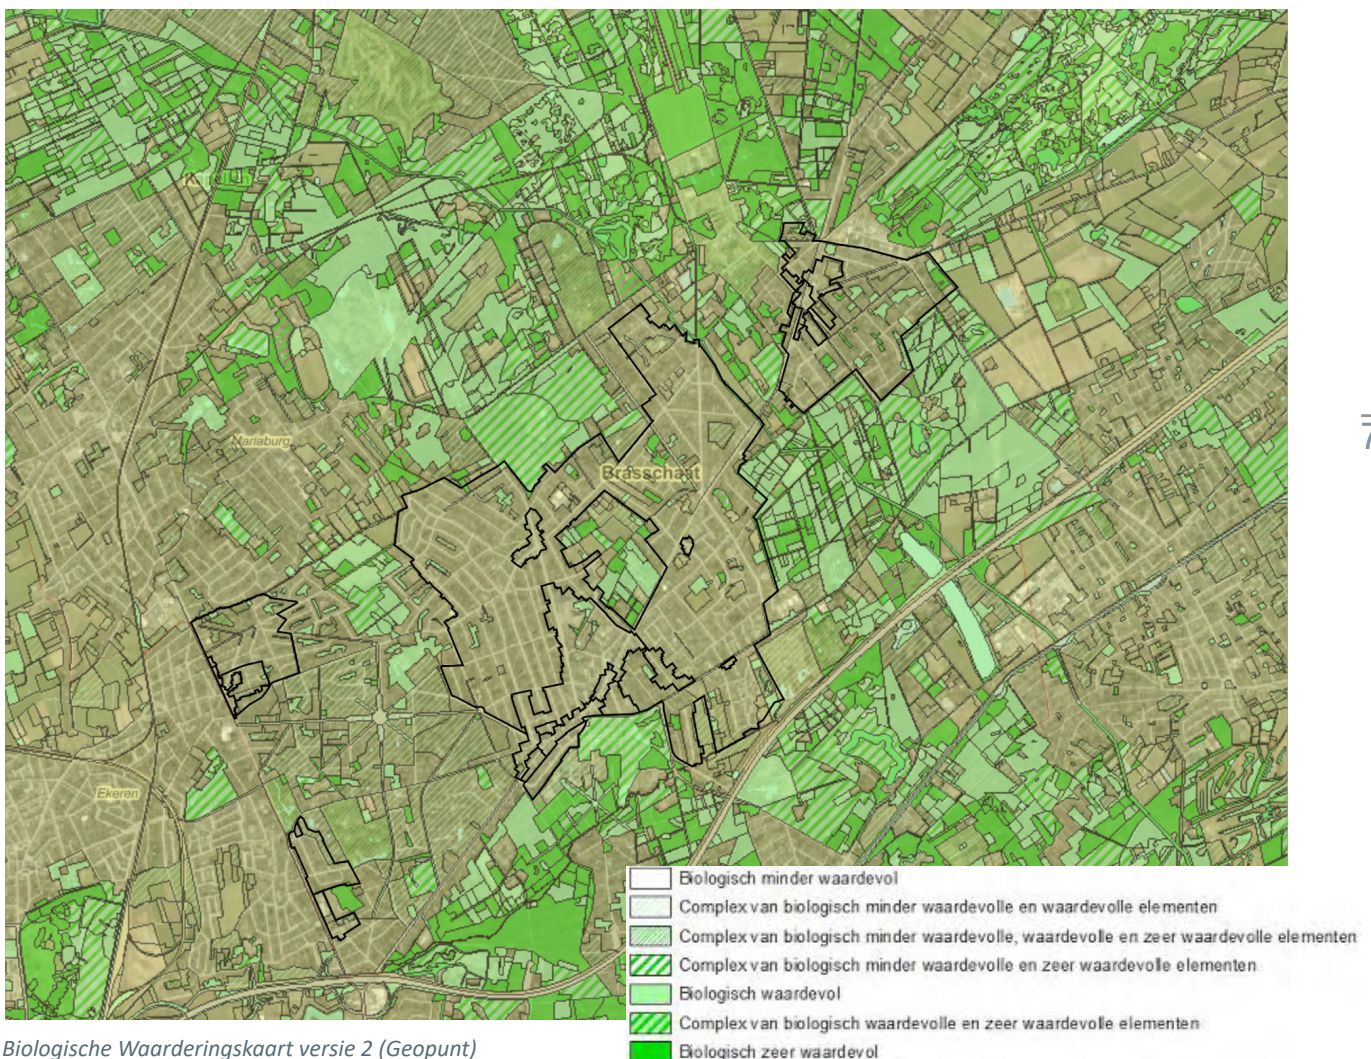 Mariaburg
Brasschaat
Ekeren
7
Biologisch minder waardevol
Complex van biologisch minder waardevolle en waardevolle elementen
Complex van biologisch minder waardevolle, waardevolle en zeer waardevolle elementen
Complex van biologisch minder waardevolle en zeer waardevolle elementen
Biologisch waardevol
Complex van biologisch waardevolle en zeer waardevolle elementen
Biologisch zeer waardevol
Biologische Waarderingskaart versie 2 (Geopunt)